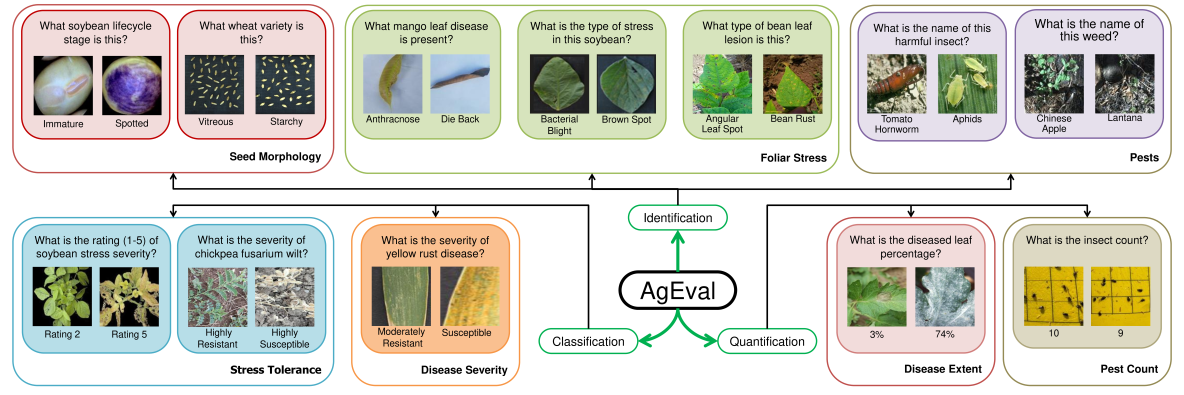 What soybean lifecycle
stage is this?
Immature
Spotted
What wheat variety is
this?
Vitreous
Starchy
Seed Morphology
What mango leaf disease
is present?
Anthracnose
Die Back
What is the type of stress
in this soybean?
Bacterial
Blight
Brown Spot
What type of bean leaf
lesion is this?
Angular
Leaf Spot
Bean Rust
Foliar Stress
What is the name of this
harmful insect?
Tomato
Hornworm
Aphids
What is the name of
this weed?
Chinese
Apple
Lantana
Pests
Identification
AgEval
Classification
Quantification
What is the rating (1-5) of
soybean stress severity?
Rating 2
Rating 5
What is the severity of
chickpea fusarium wilt?
Highly
Resistant
Highly
Susceptible
Stress Tolerance
What is the severity of
yellow rust disease?
Moderately
Resistant
Susceptible
Disease Severity
What is the diseased leaf
percentage?
3%
74%
Disease Extent
What is the insect count?
10
9
Pest Count